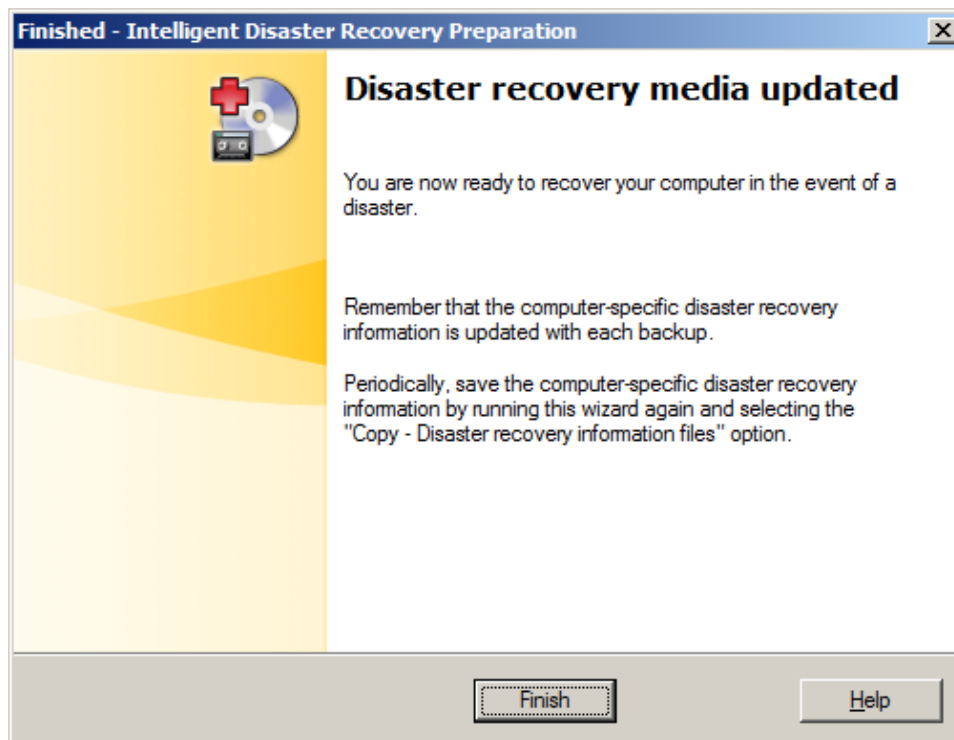 Finished - Intelligent Disaster Recovery Preparation
Disaster recovery media updated
You are now ready to recover your computer in the event of a
disaster.
Remember that the computer-specific disaster recovery
information is updated with each backup.
Periodically, save the computer-specific disaster recovery
information by running this wizard again and selecting the
"Copy - Disaster recovery information files" option.
Finish
Help